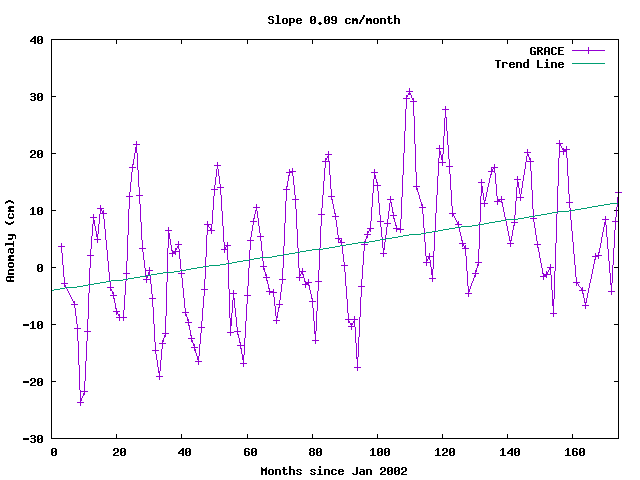 Slope 0.09 cm/month
GRACE
Trend Line
Anomaly (cm)
40
30
20
10
0
-10
-20
-30
0 20 40 60 80 100 120 140 160
Months since Jan 2002